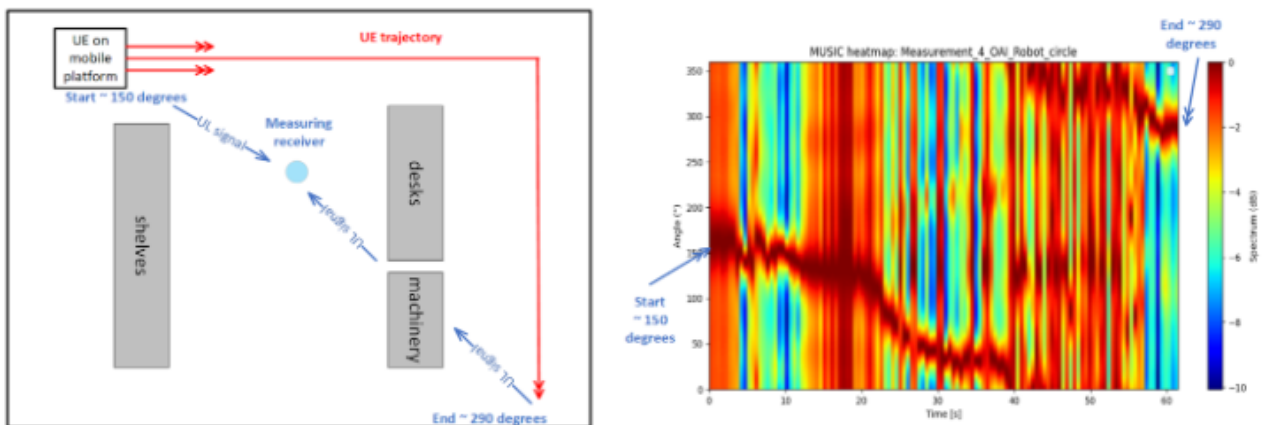 UE on
mobile
platform
UE trajectory
Start ~ 150 degrees
UL signal
Measuring
receiver
shelves
desks
machinery
UL signal
UL signal
End ~ 290 degrees
End ~ 290
degrees
MUSIC heatmap: Measurement_4_OAI_Robot_circle
350
300
250
200
150
100
50
0
Angle (°)
Start
~ 150
degrees
0
10
20
30
40
50
60
Time [s]
0
−2
−4
−6
−8
−10
Spectrum (dB)